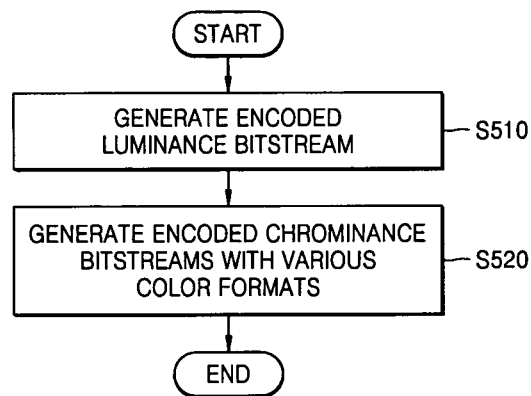 START
GENERATE ENCODED
LUMINANCE BITSTREAM
S510
GENERATE ENCODED CHROMINANCE
BITSTREAMS WITH VARIOUS
COLOR FORMATS
S520
END